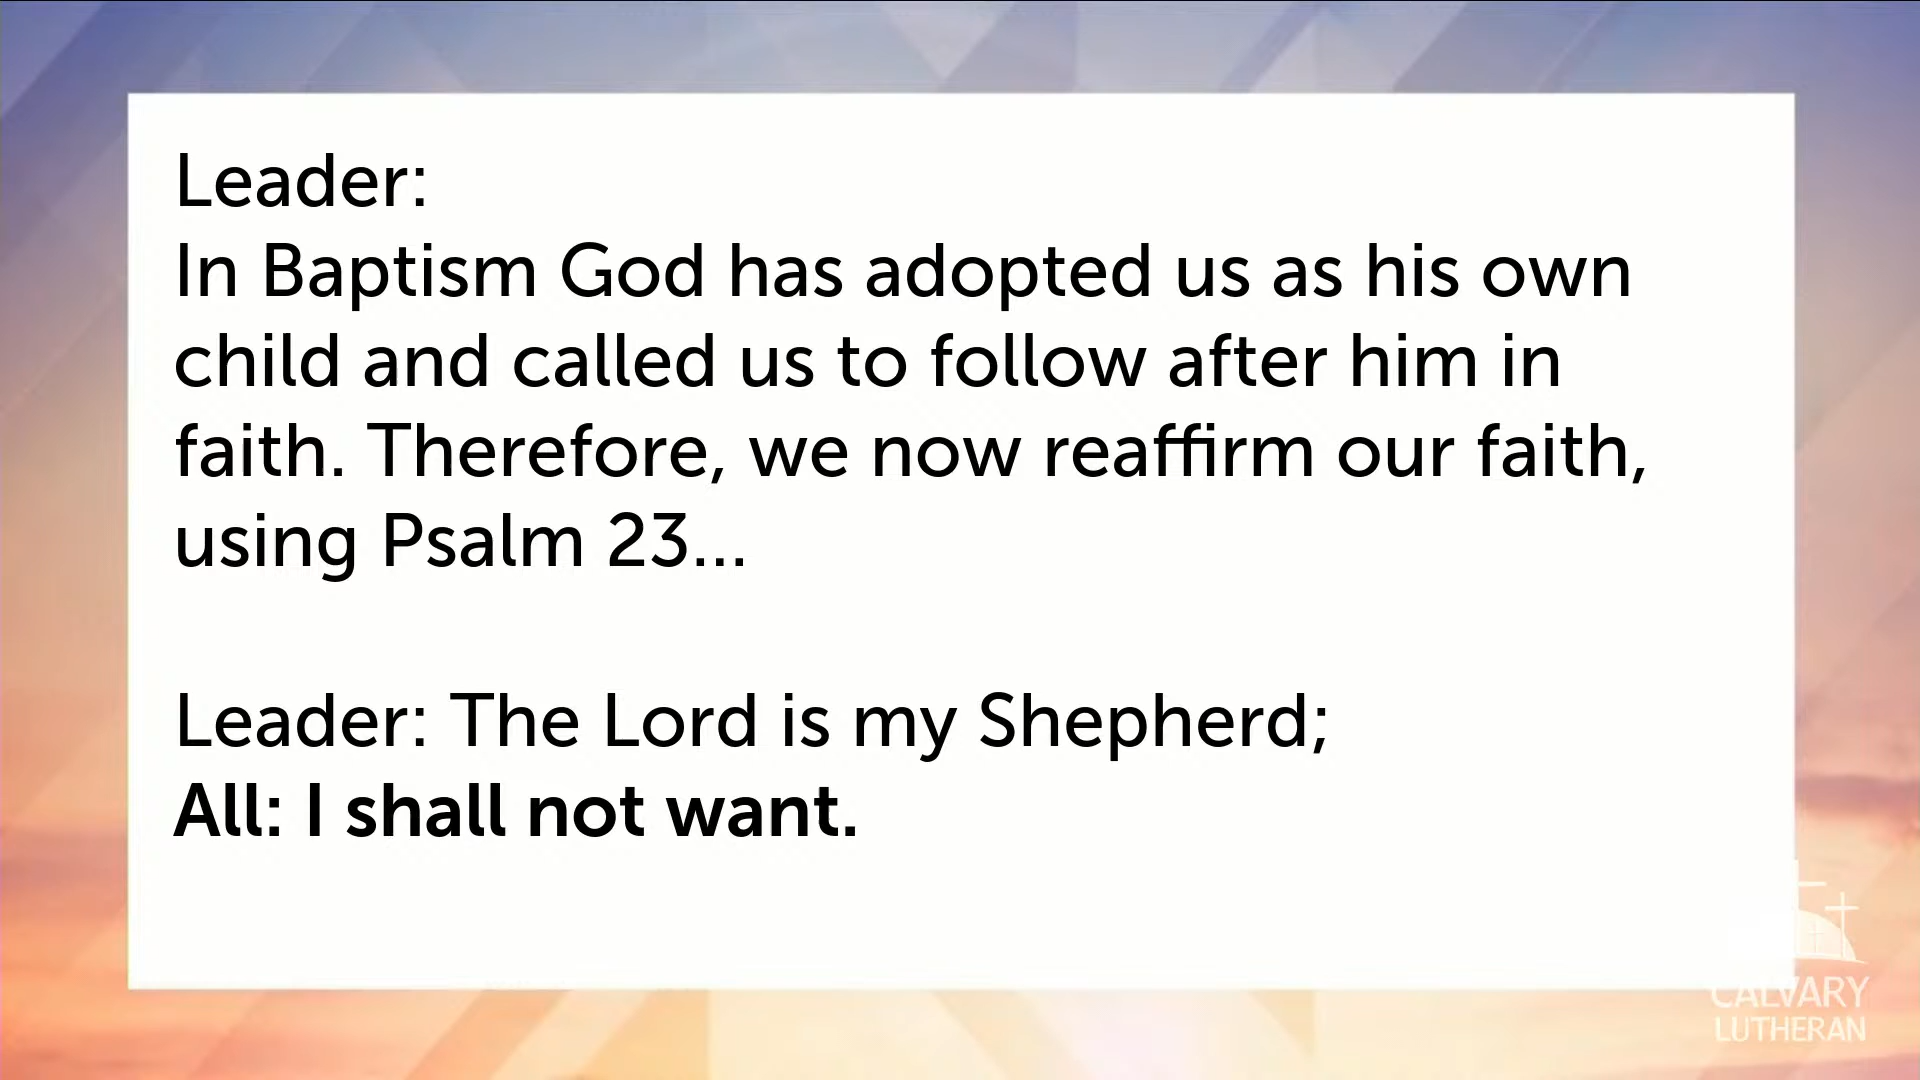 Leader:
In Baptism God has adopted us as his own
child and called us to follow after him in
faith. Therefore, we now reaffirm our faith,
using Psalm 23...
Leader: The Lord is my Shepherd;
All: I shall not want.
CALVARY
LUTHERAN